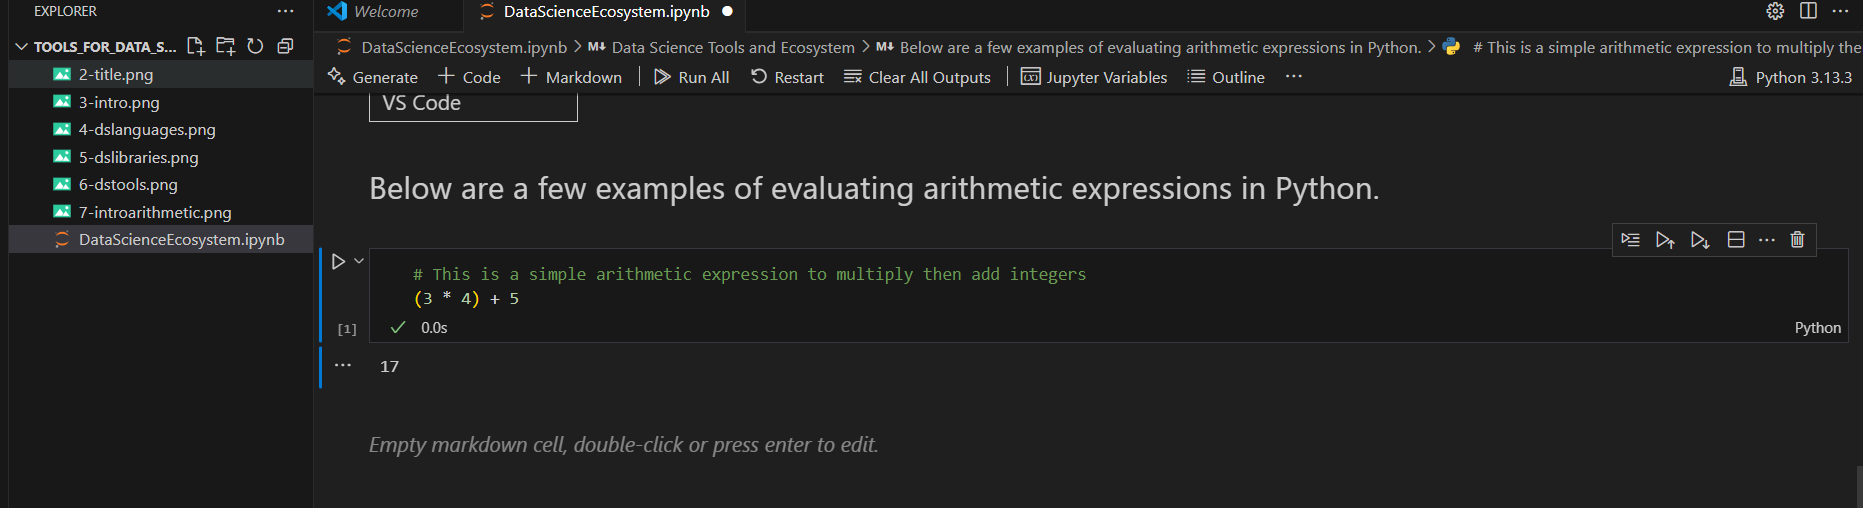 EXPLORER
TOOLS_FOR_DATA_S...
2-title.png
3-intro.png
4-dslanguages.png
5-dslibraries.png
6-dstools.png
7-introarithmetic.png
DataScienceEcosystem.ipynb
Welcome
DataScienceEcosystem.ipynb
DataScienceEcosystem.ipynb > M↓ Data Science Tools and Ecosystem > M↓ Below are a few examples of evaluating arithmetic expressions in Python. > # This is a simple arithmetic expression to multiply the
Generate + Code + Markdown Run All Restart Clear All Outputs Jupyter Variables Outline ... Python 3.13.3
VS Code
Below are a few examples of evaluating arithmetic expressions in Python.
# This is a simple arithmetic expression to multiply then add integers
(3 * 4) + 5
[1] 0.0s Python
17
Empty markdown cell, double-click or press enter to edit.